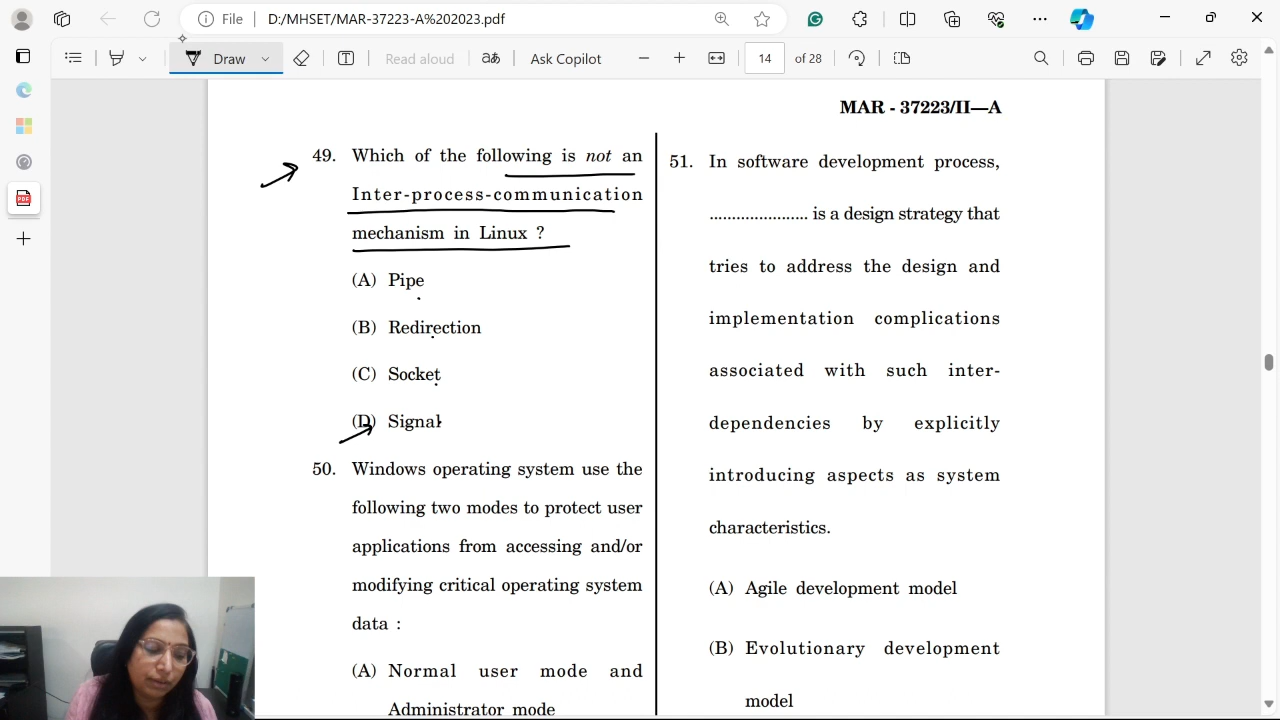 File
D:/MHSET/MAR-37223-A%202023.pdf
Draw
Read aloud
aあ
Ask Copilot
14
of 28
PDF
MAR - 37223/II—A
49. Which of the following is not an
Inter-process-communication
mechanism in Linux ?
(A) Pipe
(B) Redirection
(C) Socket
(D) Signal
50. Windows operating system use the
following two modes to protect user
applications from accessing and/or
modifying critical operating system
data :
(A) Normal user mode and
Administrator mode
51. In software development process,
...................... is a design strategy that
tries to address the design and
implementation complications
associated with such inter-
dependencies by explicitly
introducing aspects as system
characteristics.
(A) Agile development model
(B) Evolutionary development
model